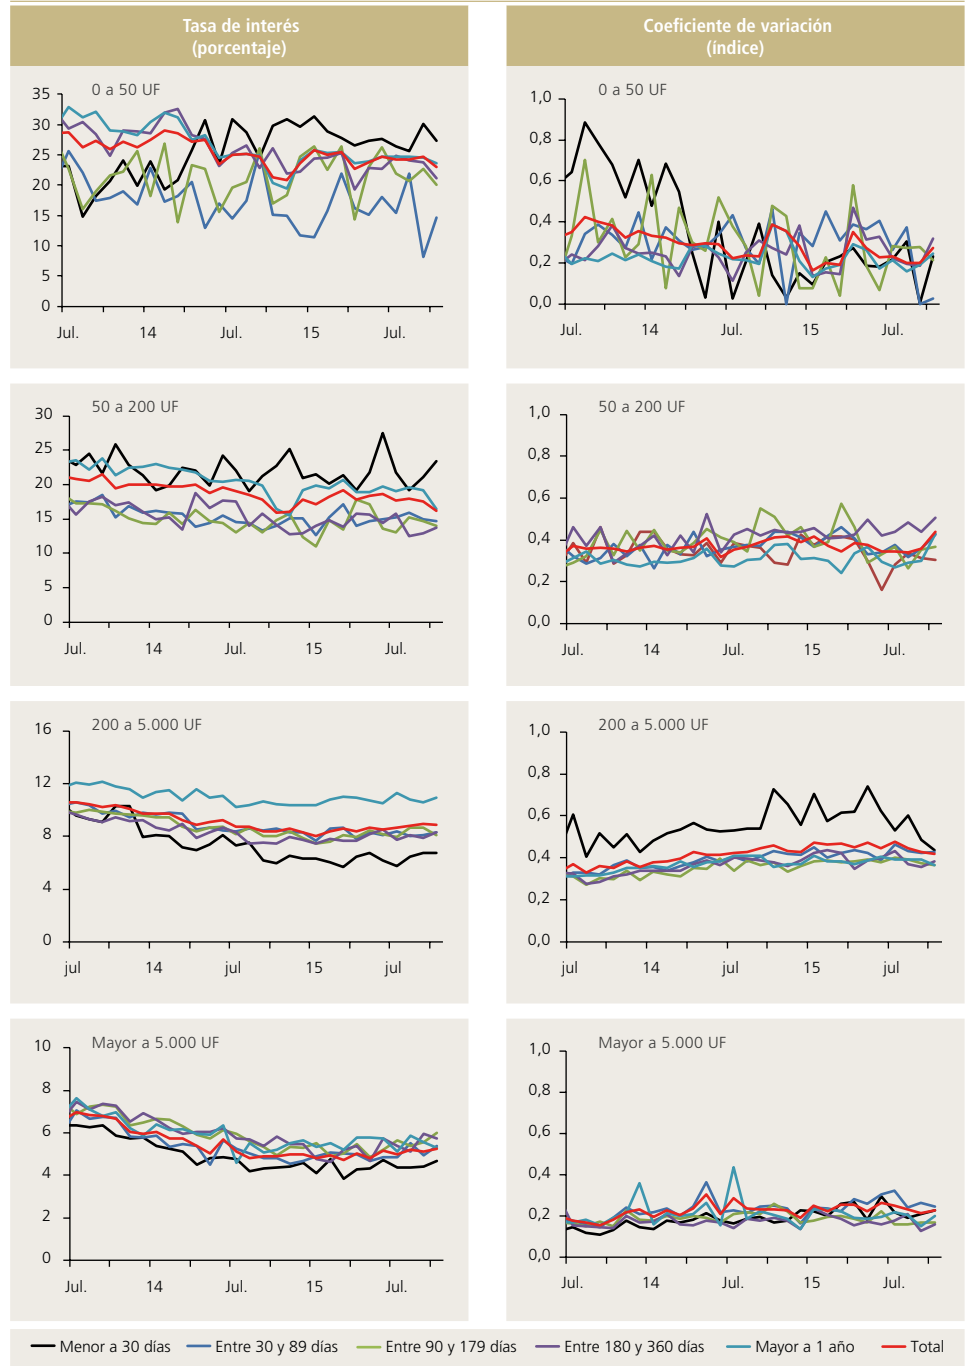 Tasa de interés
(porcentaje)
Coeficiente de variación
(índice)
0 a 50 UF
35
30
25
20
15
10
5
0
Jul.
14
Jul.
15
Jul.
0 a 50 UF
1,0
0,8
0,6
0,4
0,2
0,0
Jul.
14
Jul.
15
Jul.
50 a 200 UF
30
25
20
15
10
5
0
Jul.
14
Jul.
15
Jul.
50 a 200 UF
1,0
0,8
0,6
0,4
0,2
0,0
Jul.
14
Jul.
15
Jul.
200 a 5.000 UF
16
12
8
4
0
jul
14
jul
15
jul
200 a 5.000 UF
1,0
0,8
0,6
0,4
0,2
0,0
jul
14
jul
15
jul
Mayor a 5.000 UF
10
8
6
4
2
0
Jul.
14
Jul.
15
Jul.
Mayor a 5.000 UF
1,0
0,8
0,6
0,4
0,2
0,0
Jul.
14
Jul.
15
Jul.
Menor a 30 días
Entre 30 y 89 días
Entre 90 y 179 días
Entre 180 y 360 días
Mayor a 1 año
Total